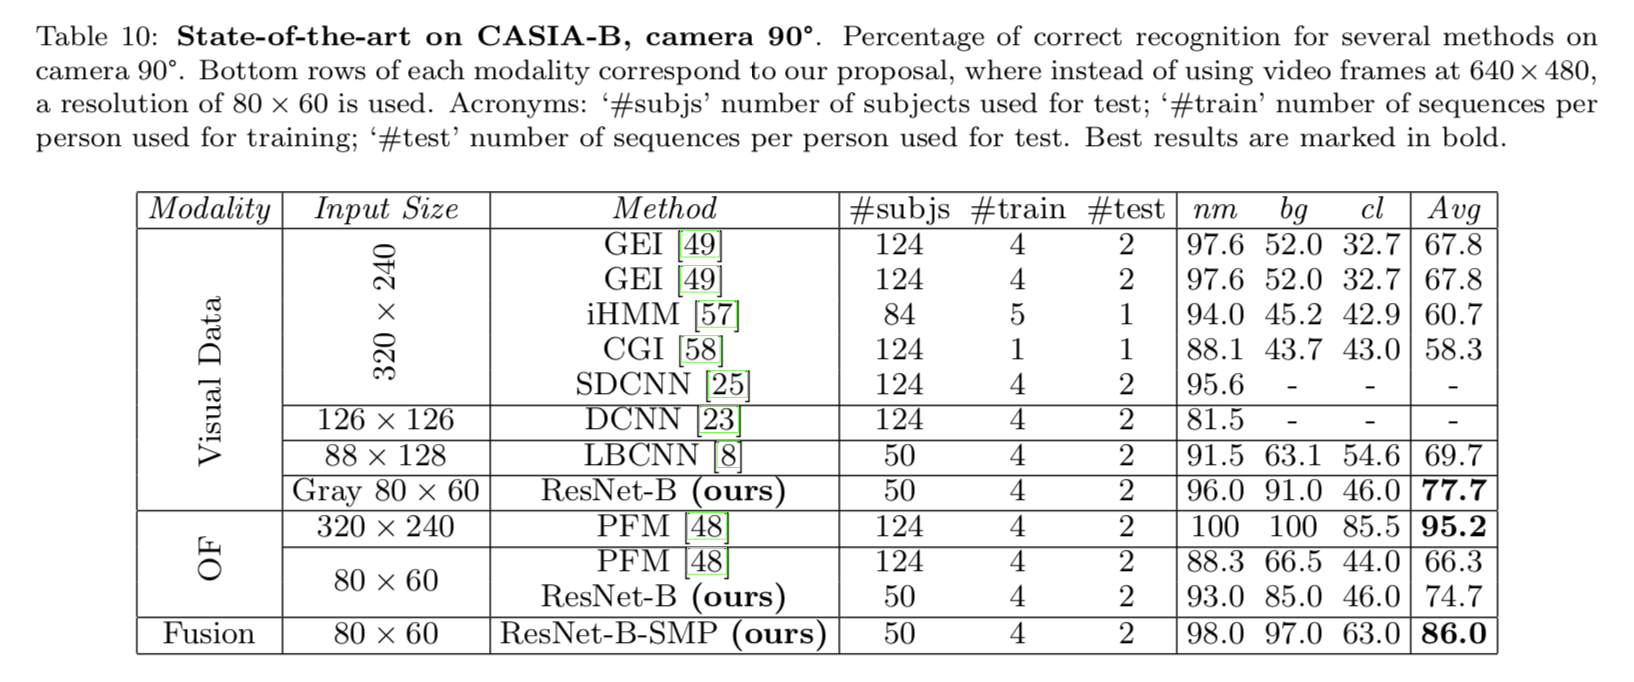 Table 10: State-of-the-art on CASIA-B, camera 90°. Percentage of correct recognition for several methods on
camera 90°. Bottom rows of each modality correspond to our proposal, where instead of using video frames at 640 × 480,
a resolution of 80 × 60 is used. Acronyms: ‘#subjs’ number of subjects used for test; ‘#train’ number of sequences per
person used for training; ‘#test’ number of sequences per person used for test. Best results are marked in bold.
Modality Input Size Method #subjs #train #test nm bg cl Avg
Visual Data
320 × 240
GEI [49] 124 4 2 97.6 52.0 32.7 67.8
GEI [49] 124 4 2 97.6 52.0 32.7 67.8
iHMM [57] 84 5 1 94.0 45.2 42.9 60.7
CGI [58] 124 1 1 88.1 43.7 43.0 58.3
SDCNN [25] 124 4 2 95.6 - - -
126 × 126 DCNN [23] 124 4 2 81.5 - - -
88 × 128 LBCNN [8] 50 4 2 91.5 63.1 54.6 69.7
Gray 80 × 60 ResNet-B (ours) 50 4 2 96.0 91.0 46.0 77.7
OF
320 × 240 PFM [48] 124 4 2 100 100 85.5 95.2
80 × 60
PFM [48] 124 4 2 88.3 66.5 44.0 66.3
ResNet-B (ours) 50 4 2 93.0 85.0 46.0 74.7
Fusion 80 × 60 ResNet-B-SMP (ours) 50 4 2 98.0 97.0 63.0 86.0